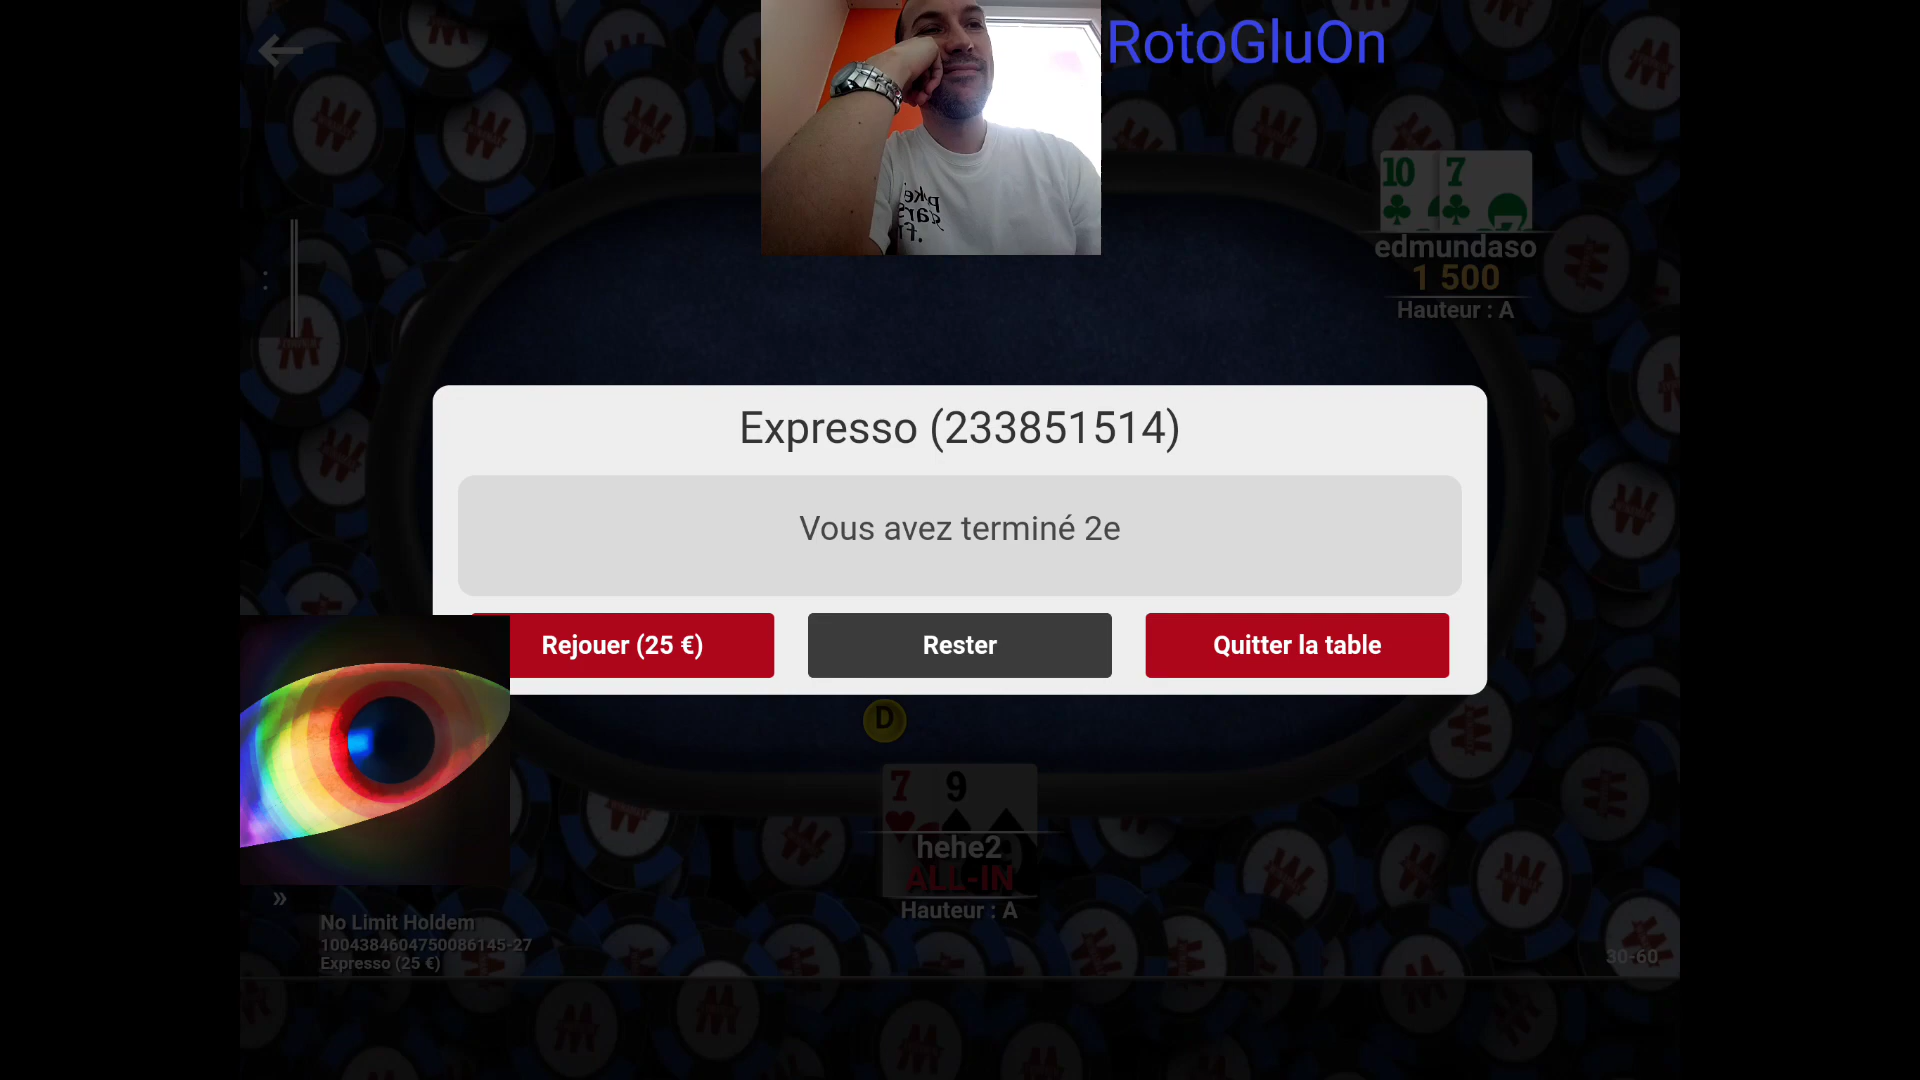 RotoGluOn
10 7
edmundaso
1 500
Hauteur : A
Expresso (233851514)
Vous avez terminé 2e
Rejouer (25 €)
Rester
Quitter la table
D
7 9
hehe2
ALL-IN
Hauteur : A
»
No Limit Holdem
1004384604750086145-27
Expresso (25 €)
30-60